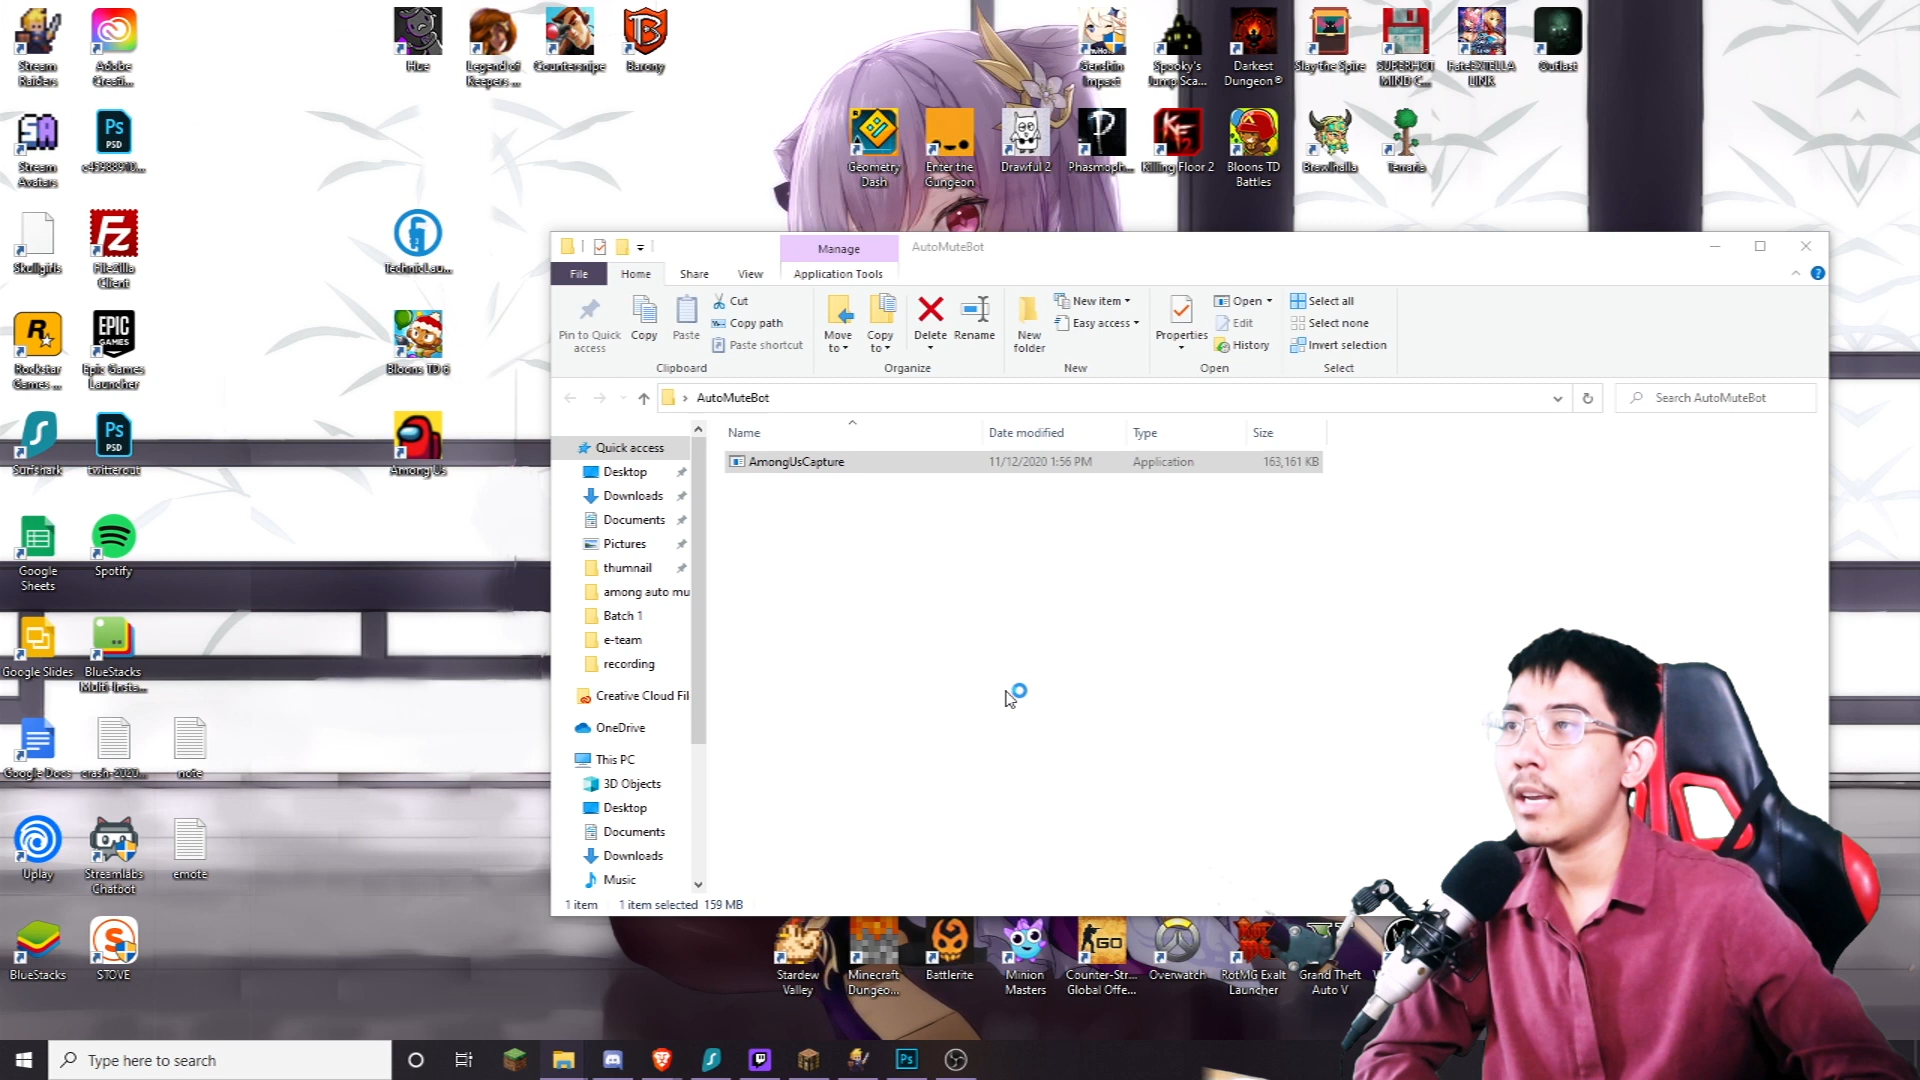 Stream
Raiders
Adobe
Creati...
Hue
Legend of
Keepers ...
Countersnipe
Barony
Genshin
Impact
Spooky's
Jump Sca...
Darkest
Dungeon®
Slay the Spire
SUPERHOT
MIND C...
Fate/EXTELLA
LINK
Outlast
Stream
Avatars
c45988910...
Geometry
Dash
Enter the
Gungeon
Drawful 2
Phasmoph...
Killing Floor 2
Bloons TD
Battles
Brawlhalla
Terraria
Skullgirls
FileZilla
Client
TechnicLau...
Rockstar
Games ...
Epic Games
Launcher
Bloons TD 6
Surfshark
twittercut
Among Us
Google
Sheets
Spotify
Google Slides
BlueStacks
Multi-Insta...
Google Docs
crash-2020...
note
Uplay
Streamlabs
Chatbot
emote
BlueStacks
STOVE
Manage
AutoMuteBot
File
Home
Share
View
Application Tools
Pin to Quick
access
Copy
Paste
Cut
Copy path
Paste shortcut
Move
to
Copy
to
Delete
Rename
New
folder
New item
Easy access
Properties
Open
Edit
History
Select all
Select none
Invert selection
Clipboard
Organize
New
Open
Select
AutoMuteBot
Search AutoMuteBot
Name
Date modified
Type
Size
AmongUsCapture
11/12/2020 1:56 PM
Application
163,161 KB
Quick access
Desktop
Downloads
Documents
Pictures
thumnail
among auto mu
Batch 1
e-team
recording
Creative Cloud Fil
OneDrive
This PC
3D Objects
Desktop
Documents
Downloads
Music
1 item
1 item selected 159 MB
Stardew
Valley
Minecraft
Dungeo...
Battlerite
Minion
Masters
Counter-Str...
Global Offe...
Overwatch
RotMG Exalt
Launcher
Grand Theft
Auto V
Type here to search